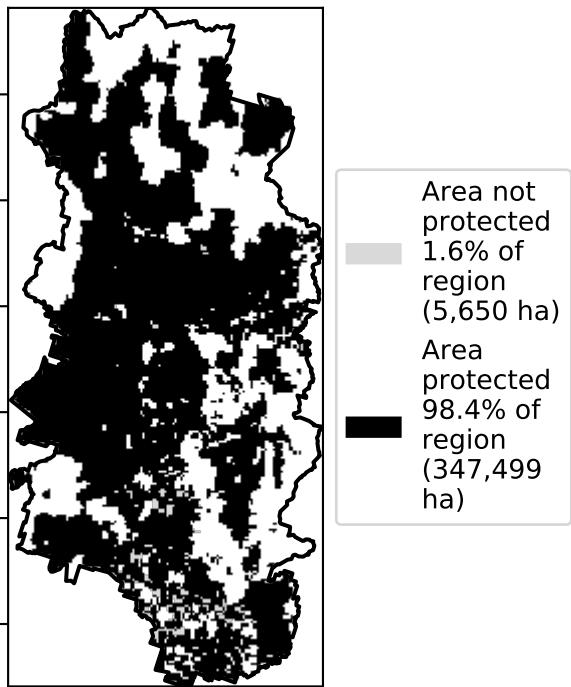 Area not
protected
1.6% of
region
(5,650 ha)
Area
protected
98.4% of
region
(347,499
ha)